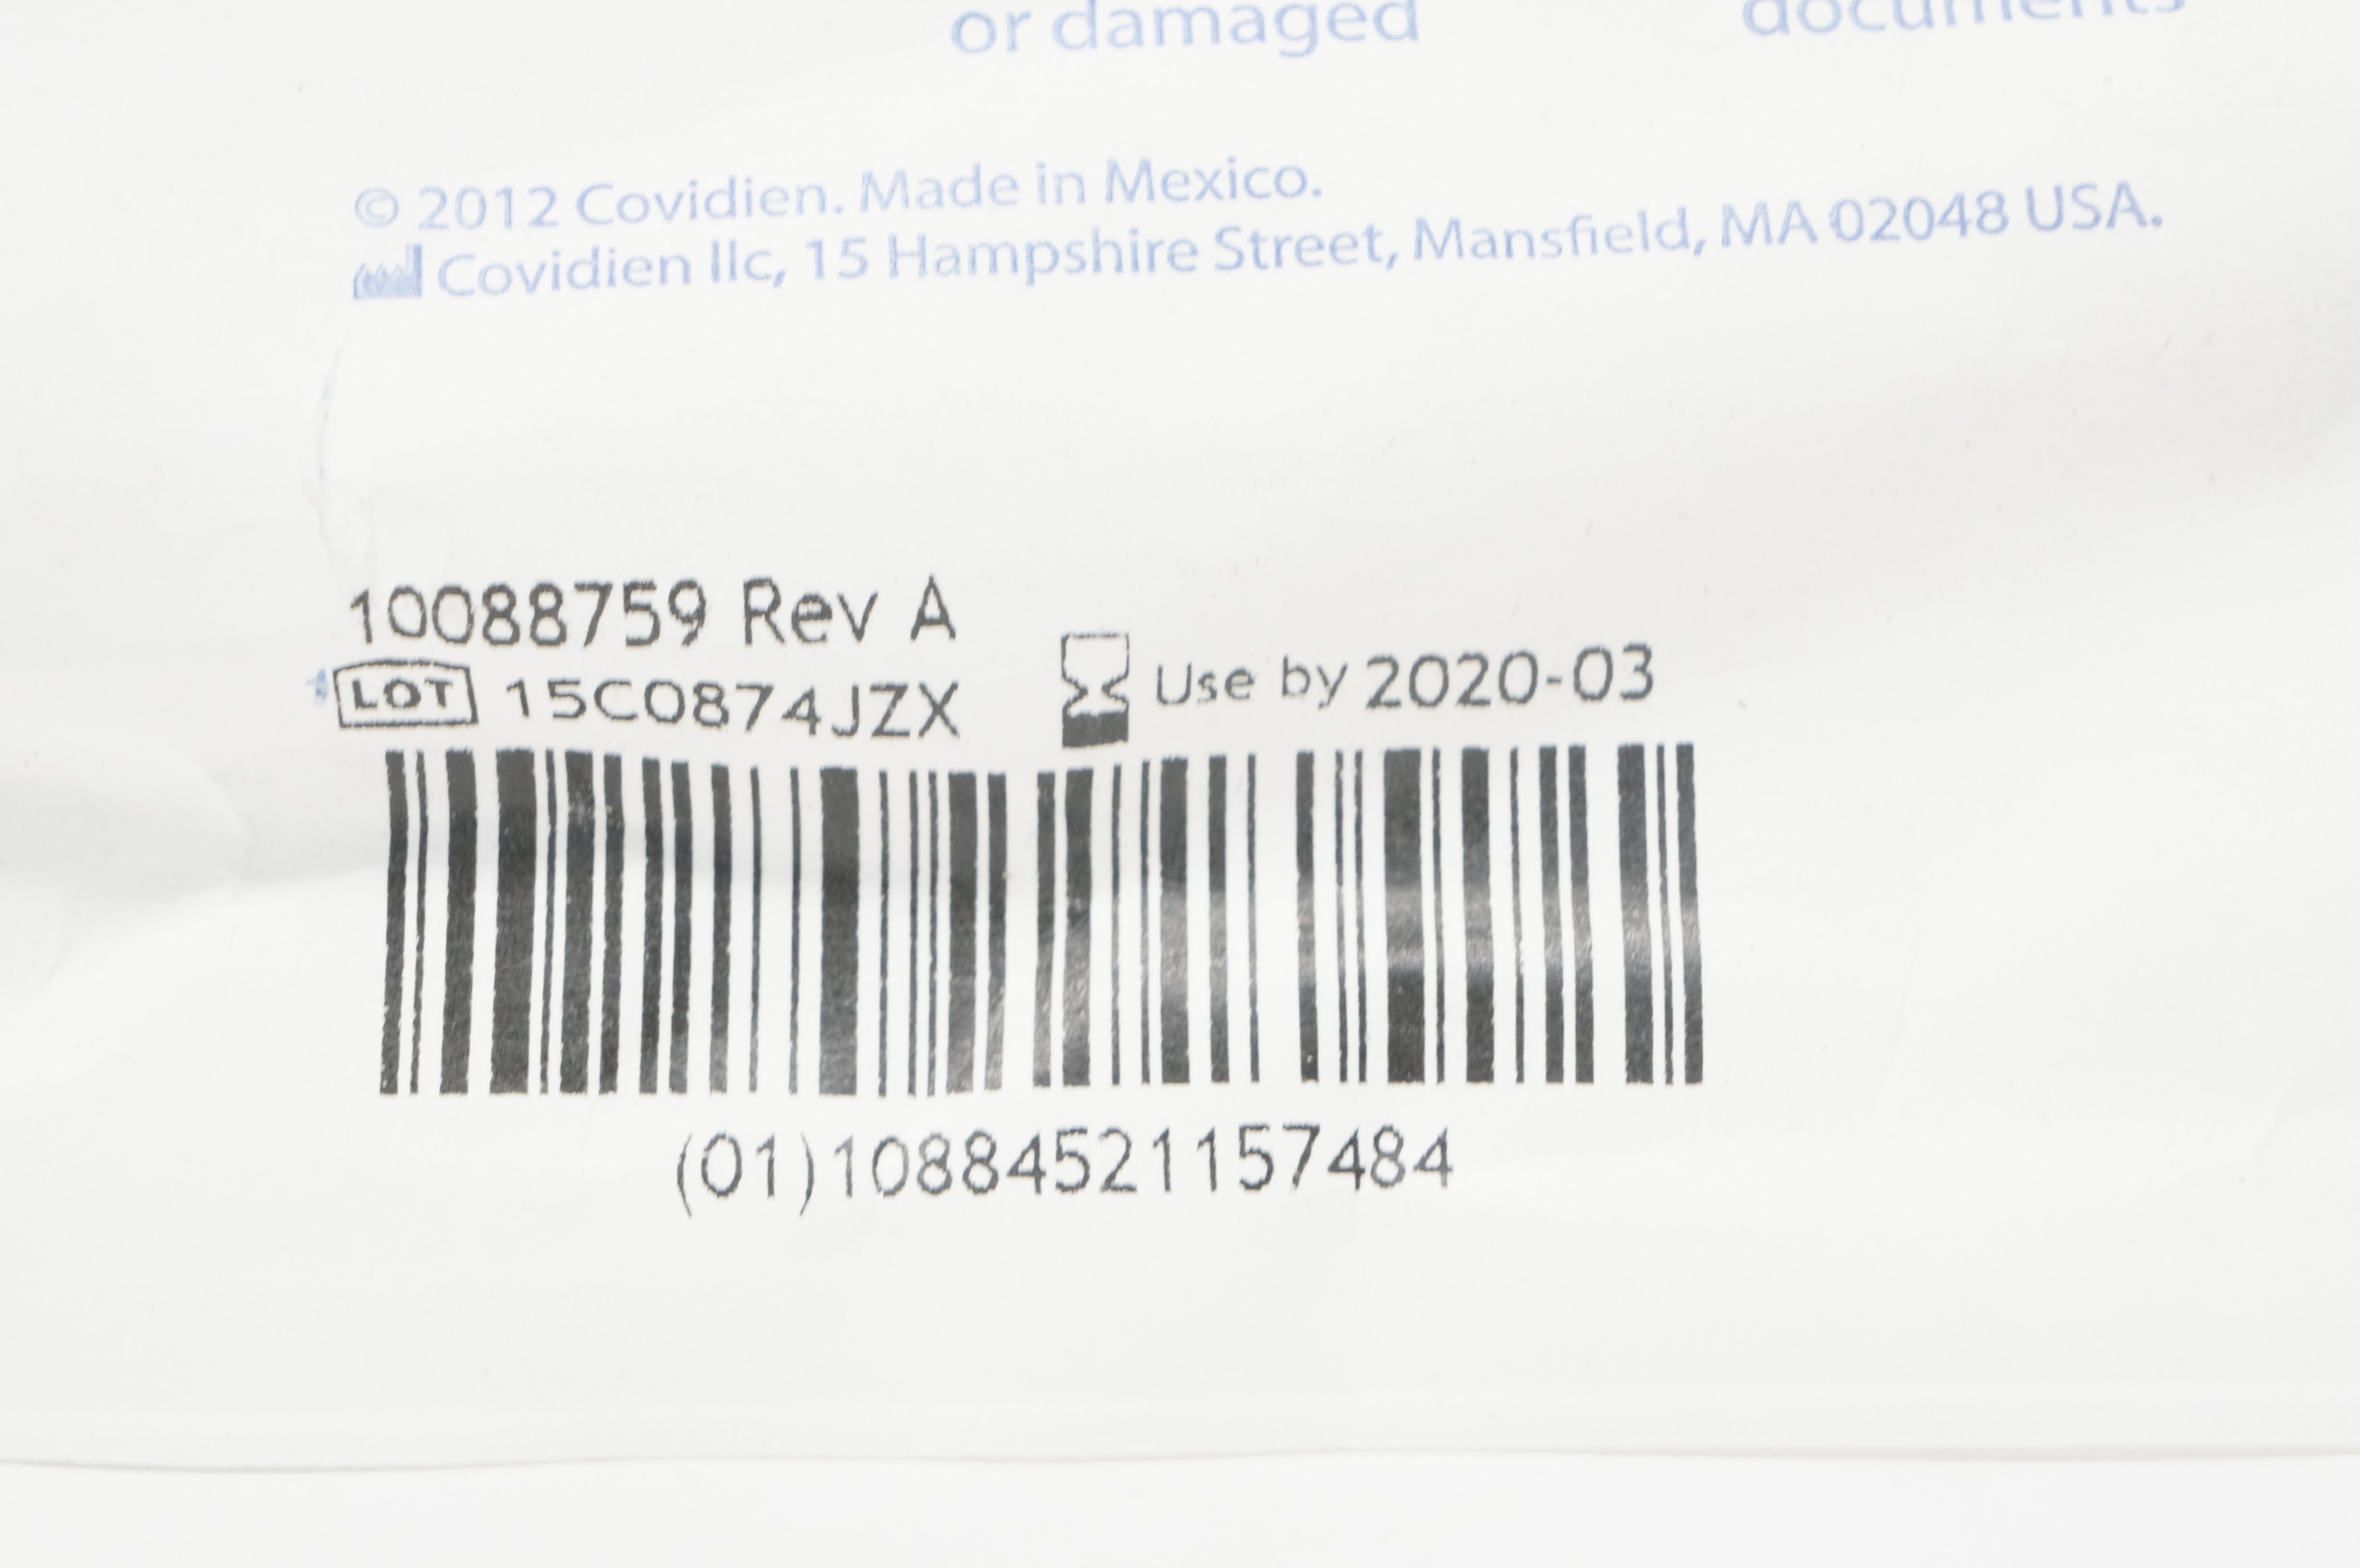 or damaged
documents
© 2012 Covidien. Made in Mexico.
Covidien llc, 15 Hampshire Street, Mansfield, MA 02048 USA.
10088759 Rev A
LOT 15C0874JZX
Use by 2020-03
(01)10884521157484